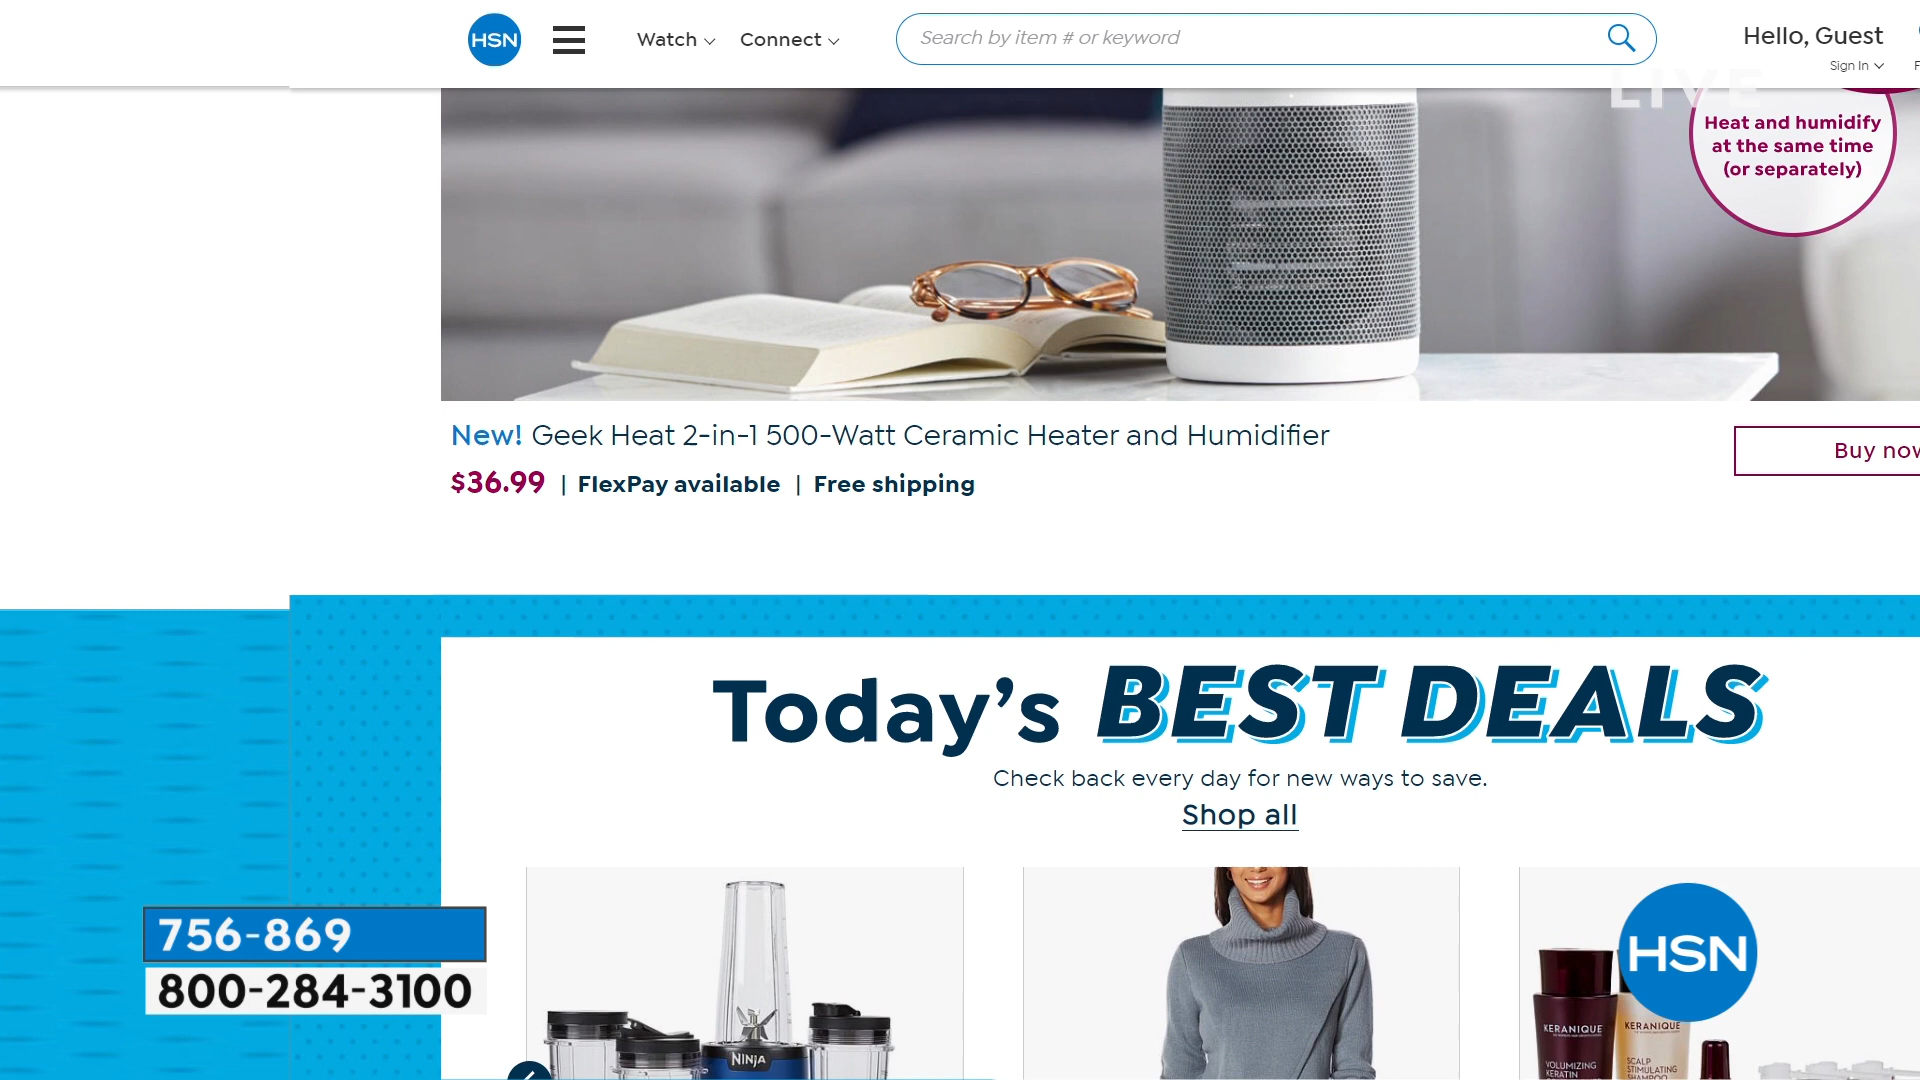 HSN
Watch
Connect
Search by item # or keyword
Hello, Guest
Sign In
LIVE
Heat and humidify
at the same time
(or separately)
New! Geek Heat 2-in-1 500-Watt Ceramic Heater and Humidifier
$36.99 | FlexPay available | Free shipping
Buy now
Today's BEST DEALS
Check back every day for new ways to save.
Shop all
756-869
800-284-3100
NINJA
KERANIQUE
VOLUMIZING
KERATIN
KERANIQUE
SCALP
STIMULATING
SHAMPOO
HSN